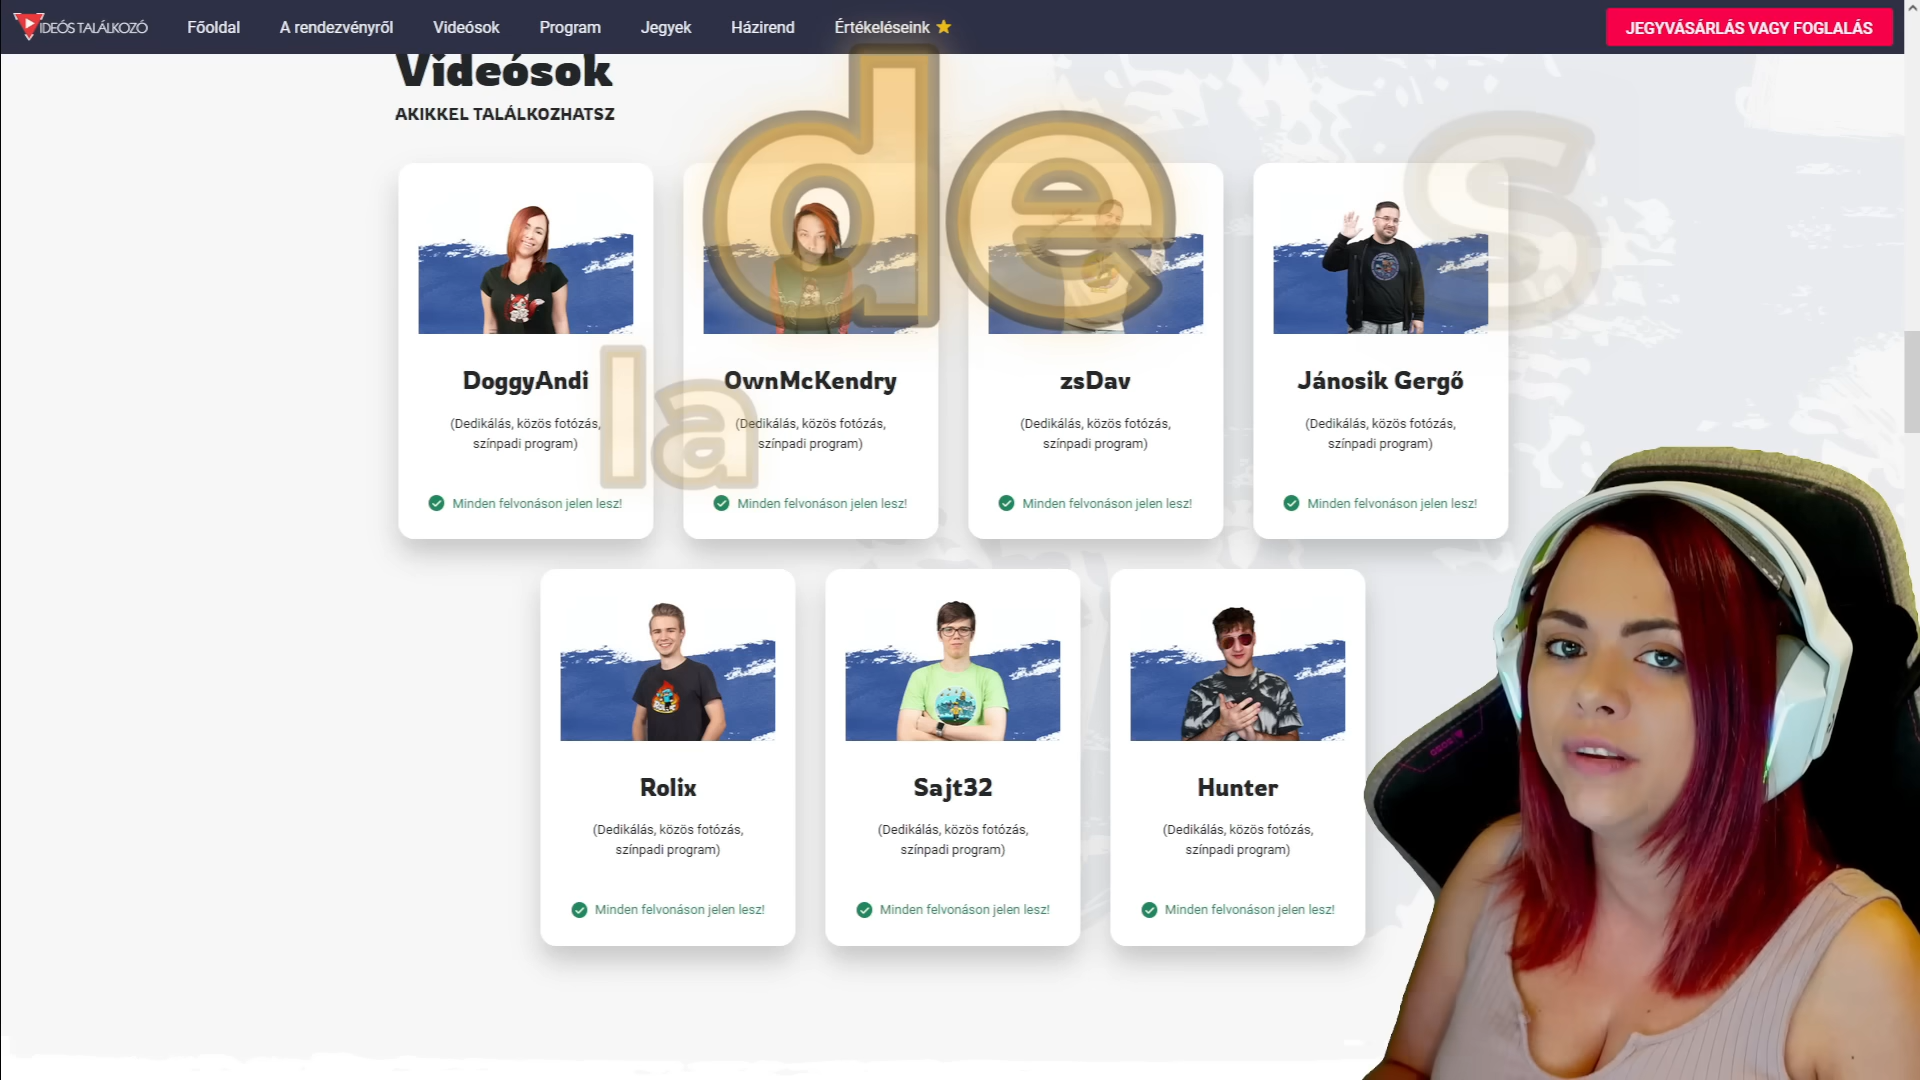 VIDEÓS TALÁLKOZÓ
Főoldal
A rendezvényről
Videósok
Program
Jegyek
Házirend
Értékeléseink
JEGYVÁSÁRLÁS VAGY FOGLALÁS
Videósok
AKIKKEL TALÁLKOZHATSZ
de s
la
DoggyAndi
(Dedikálás, közös fotózás,
színpadi program)
Minden felvonáson jelen lesz!
OwnMcKendry
(Dedikálás, közös fotózás,
színpadi program)
Minden felvonáson jelen lesz!
zsDav
(Dedikálás, közös fotózás,
színpadi program)
Minden felvonáson jelen lesz!
Jánosik Gergő
(Dedikálás, közös fotózás,
színpadi program)
Minden felvonáson jelen lesz!
Rolix
(Dedikálás, közös fotózás,
színpadi program)
Minden felvonáson jelen lesz!
Sajt32
(Dedikálás, közös fotózás,
színpadi program)
Minden felvonáson jelen lesz!
Hunter
(Dedikálás, közös fotózás,
színpadi program)
Minden felvonáson jelen lesz!